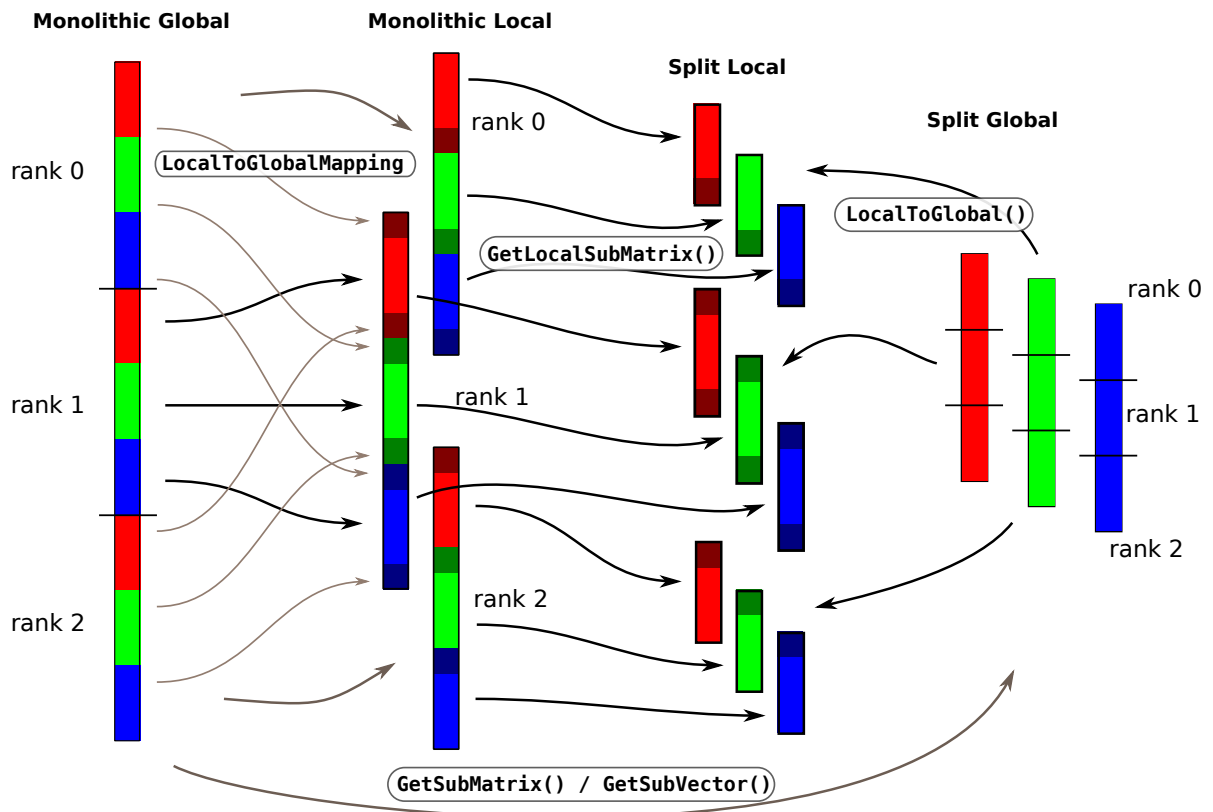 Monolithic Global
Monolithic Local
Split Local
Split Global
rank 0
LocalToGlobalMapping
rank 0
LocalToGlobal()
GetLocalSubMatrix()
rank 0
rank 1
rank 1
rank 1
rank 2
rank 2
rank 2
GetSubMatrix() / GetSubVector()